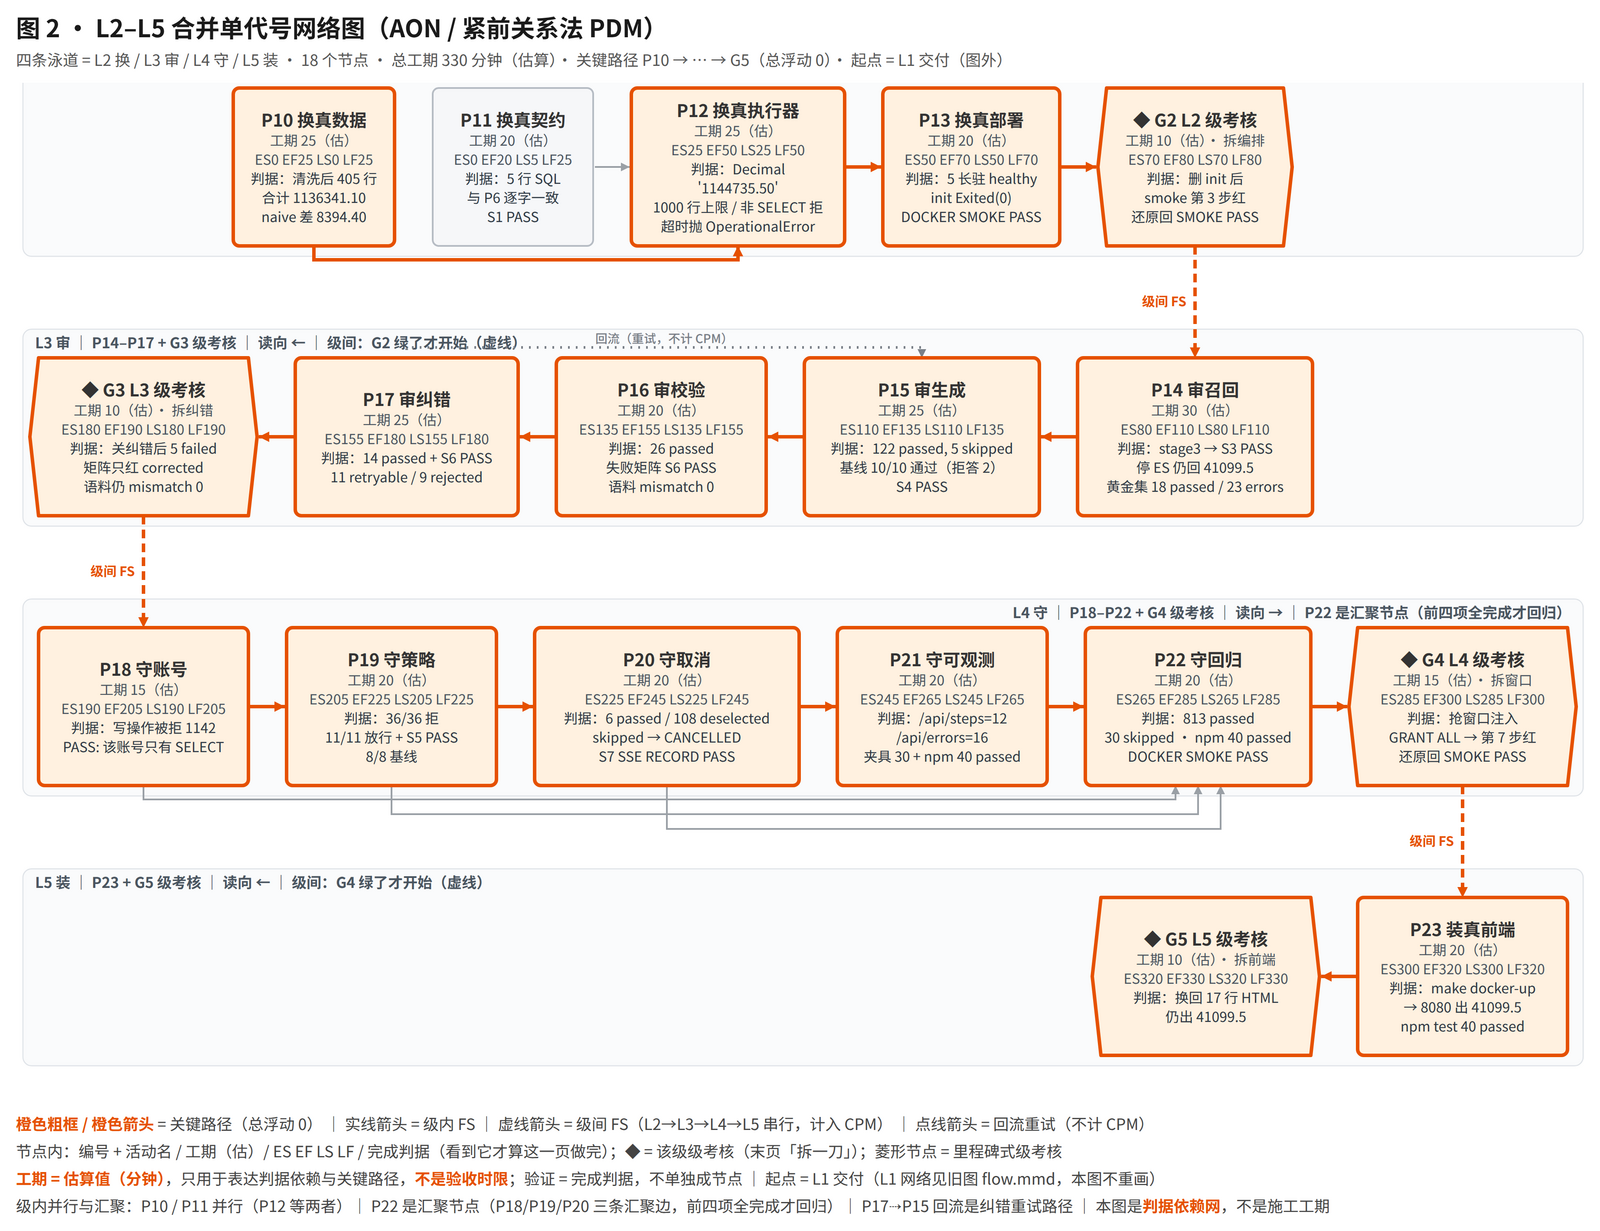 图 2 · L2–L5 合并单代号网络图（AON / 紧前关系法 PDM）
四条泳道 = L2 换 / L3 审 / L4 守 / L5 装 · 18 个节点 · 总工期 330 分钟（估算）· 关键路径 P10 → ⋯ → G5（总浮动 0）· 起点 = L1 交付（图外）
P10 换真数据
工期 25（估）
ES0 EF25 LS0 LF25
判据：清洗后 405 行
合计 1136341.10
naive 差 8394.40
P11 换真契约
工期 20（估）
ES0 EF20 LS5 LF25
判据：5 行 SQL
与 P6 逐字一致
S1 PASS
P12 换真执行器
工期 25（估）
ES25 EF50 LS25 LF50
判据：Decimal
'1144735.50'
1000 行上限 / 非 SELECT 拒
超时抛 OperationalError
P13 换真部署
工期 20（估）
ES50 EF70 LS50 LF70
判据：5 长驻 healthy
init Exited(0)
DOCKER SMOKE PASS
◆ G2 L2 级考核
工期 10（估）· 拆编排
ES70 EF80 LS70 LF80
判据：删 init 后
smoke 第 3 步红
还原回 SMOKE PASS
级间 FS
L3 审 ｜ P14–P17 + G3 级考核 ｜ 读向 ← ｜ 级间：G2 绿了才开始（虚线）
回流（重试，不计 CPM）
◆ G3 L3 级考核
工期 10（估）· 拆纠错
ES180 EF190 LS180 LF190
判据：关纠错后 5 failed
矩阵只红 corrected
语料仍 mismatch 0
P17 审纠错
工期 25（估）
ES155 EF180 LS155 LF180
判据：14 passed + S6 PASS
11 retryable / 9 rejected
P16 审校验
工期 20（估）
ES135 EF155 LS135 LF155
判据：26 passed
失败矩阵 S6 PASS
语料 mismatch 0
P15 审生成
工期 25（估）
ES110 EF135 LS110 LF135
判据：122 passed, 5 skipped
基线 10/10 通过（拒答 2）
S4 PASS
P14 审召回
工期 30（估）
ES80 EF110 LS80 LF110
判据：stage3 → S3 PASS
停 ES 仍回 41099.5
黄金集 18 passed / 23 errors
级间 FS
L4 守 ｜ P18–P22 + G4 级考核 ｜ 读向 → ｜ P22 是汇聚节点（前四项全完成才回归）
P18 守账号
工期 15（估）
ES190 EF205 LS190 LF205
判据：写操作被拒 1142
PASS: 该账号只有 SELECT
P19 守策略
工期 20（估）
ES205 EF225 LS205 LF225
判据：36/36 拒
11/11 放行 + S5 PASS
8/8 基线
P20 守取消
工期 20（估）
ES225 EF245 LS225 LF245
判据：6 passed / 108 deselected
skipped → CANCELLED
S7 SSE RECORD PASS
P21 守可观测
工期 20（估）
ES245 EF265 LS245 LF265
判据：/api/steps=12
/api/errors=16
夹具 30 + npm 40 passed
P22 守回归
工期 20（估）
ES265 EF285 LS265 LF285
判据：813 passed
30 skipped · npm 40 passed
DOCKER SMOKE PASS
◆ G4 L4 级考核
工期 15（估）· 拆窗口
ES285 EF300 LS285 LF300
判据：抢窗口注入
GRANT ALL → 第 7 步红
还原回 SMOKE PASS
级间 FS
L5 装 ｜ P23 + G5 级考核 ｜ 读向 ← ｜ 级间：G4 绿了才开始（虚线）
◆ G5 L5 级考核
工期 10（估）· 拆前端
ES320 EF330 LS320 LF330
判据：换回 17 行 HTML
仍出 41099.5
P23 装真前端
工期 20（估）
ES300 EF320 LS300 LF320
判据：make docker-up
→ 8080 出 41099.5
npm test 40 passed
橙色粗框 / 橙色箭头 = 关键路径（总浮动 0） ｜ 实线箭头 = 级内 FS ｜ 虚线箭头 = 级间 FS（L2→L3→L4→L5 串行，计入 CPM） ｜ 点线箭头 = 回流重试（不计 CPM）
节点内：编号 + 活动名 / 工期（估）/ ES EF LS LF / 完成判据（看到它才算这一页做完）；◆ = 该级级考核（末页「拆一刀」）；菱形节点 = 里程碑式级考核
工期 = 估算值（分钟），只用于表达判据依赖与关键路径，不是验收时限；验证 = 完成判据，不单独成节点 ｜ 起点 = L1 交付（L1 网络见旧图 flow.mmd，本图不重画）
级内并行与汇聚：P10 / P11 并行（P12 等两者） ｜ P22 是汇聚节点（P18/P19/P20 三条汇聚边，前四项全完成才回归） ｜ P17⇢P15 回流是纠错重试路径 ｜ 本图是判据依赖网，不是施工工期